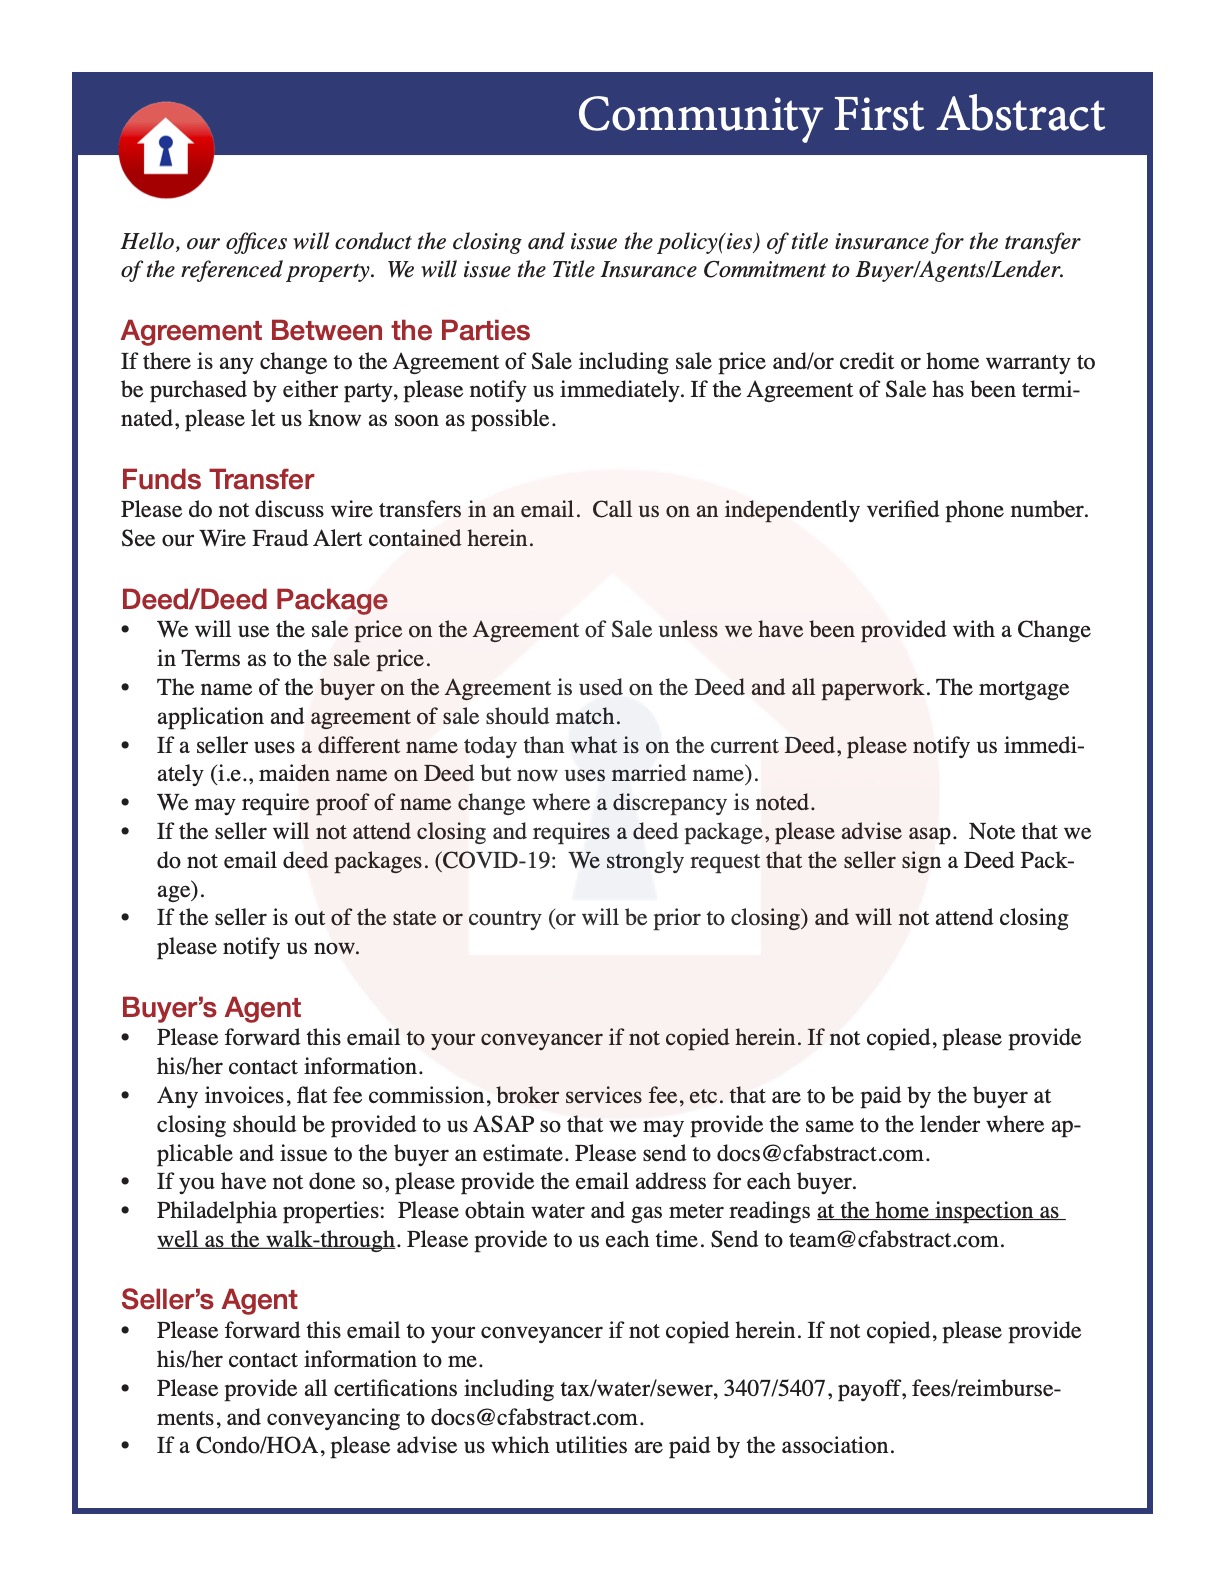 Community First Abstract
Hello, our offices will conduct the closing and issue the policy(ies) of title insurance for the transfer
of the referenced property.  We will issue the Title Insurance Commitment to Buyer/Agents/Lender.
Agreement Between the Parties
If there is any change to the Agreement of Sale including sale price and/or credit or home warranty to
be purchased by either party, please notify us immediately. If the Agreement of Sale has been termi-
nated, please let us know as soon as possible.
Funds Transfer
Please do not discuss wire transfers in an email.  Call us on an independently verified phone number.
See our Wire Fraud Alert contained herein.
Deed/Deed Package
• We will use the sale price on the Agreement of Sale unless we have been provided with a Change
in Terms as to the sale price.
• The name of the buyer on the Agreement is used on the Deed and all paperwork. The mortgage
application and agreement of sale should match.
• If a seller uses a different name today than what is on the current Deed, please notify us immedi-
ately (i.e., maiden name on Deed but now uses married name).
• We may require proof of name change where a discrepancy is noted.
• If the seller will not attend closing and requires a deed package, please advise asap.  Note that we
do not email deed packages. (COVID-19:  We strongly request that the seller sign a Deed Pack-
age).
• If the seller is out of the state or country (or will be prior to closing) and will not attend closing
please notify us now.
Buyer’s Agent
• Please forward this email to your conveyancer if not copied herein. If not copied, please provide
his/her contact information.
• Any invoices, flat fee commission, broker services fee, etc. that are to be paid by the buyer at
closing should be provided to us ASAP so that we may provide the same to the lender where ap-
plicable and issue to the buyer an estimate. Please send to docs@cfabstract.com.
• If you have not done so, please provide the email address for each buyer.
• Philadelphia properties:  Please obtain water and gas meter readings at the home inspection as
well as the walk-through. Please provide to us each time. Send to team@cfabstract.com.
Seller’s Agent
• Please forward this email to your conveyancer if not copied herein. If not copied, please provide
his/her contact information to me.
• Please provide all certifications including tax/water/sewer, 3407/5407, payoff, fees/reimburse-
ments, and conveyancing to docs@cfabstract.com.
• If a Condo/HOA, please advise us which utilities are paid by the association.